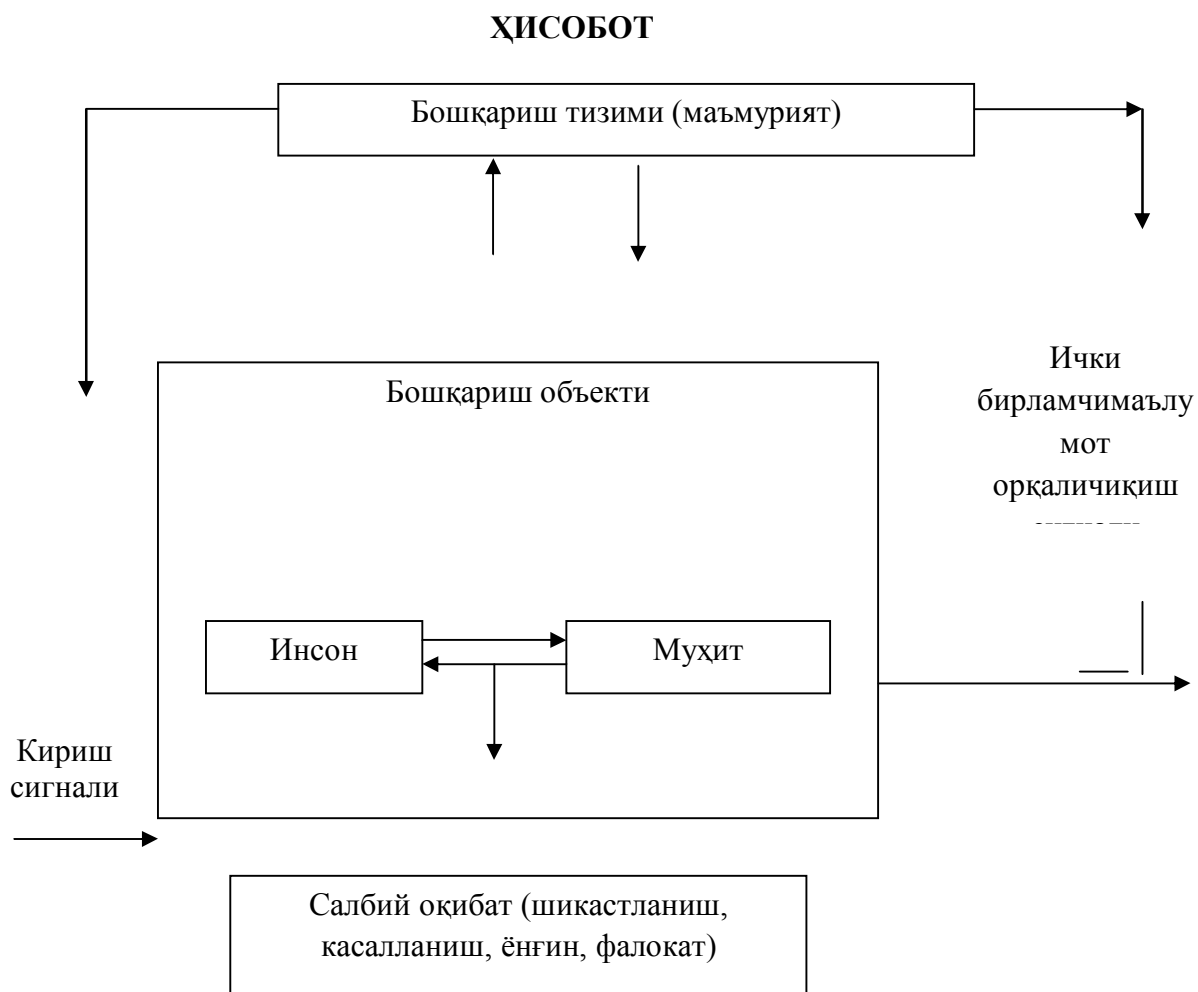 ҲИСОБОТ
Бошқариш тизими (маъмурият)
Бошқариш объекти
Ички
бирламчимаълу
мот
орқаличиқиш
Инсон
Муҳит
Кириш
сигнали
Салбий оқибат (шикастланиш,
касалланиш, ёнғин, фалокат)